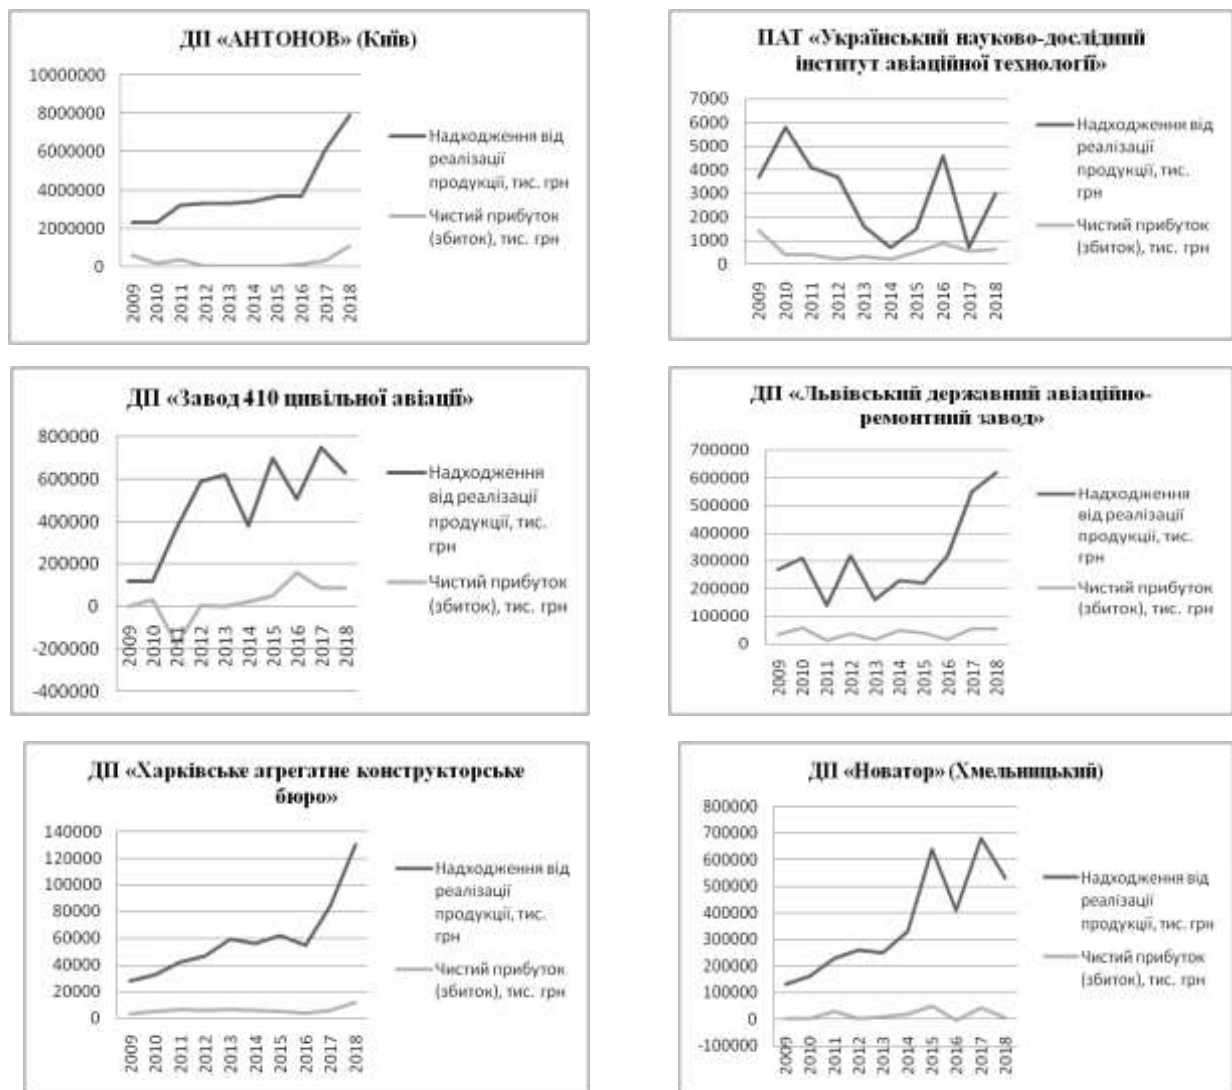 ДП «АНТОНОВ» (Київ)
10000000
8000000
6000000
4000000
2000000
0
2009
2010
2011
2012
2013
2014
2015
2016
2017
2018
Надходження від
реалізації
продукції, тис. грн
Чистий прибуток
(збиток), тис. грн
ПАТ «Український науково-дослідний
інститут авіаційної технології»
7000
6000
5000
4000
3000
2000
1000
0
2009
2010
2011
2012
2013
2014
2015
2016
2017
2018
Надходження від
реалізації
продукції, тис.
грн
Чистий прибуток
(збиток), тис. грн
ДП «Завод 410 цивільної авіації»
800000
600000
400000
200000
0
-200000
-400000
2009
2010
2011
2012
2013
2014
2015
2016
2017
2018
Надходження
від реалізації
продукції, тис.
грн
Чистий прибуток
(збиток), тис. грн
ДП «Львівський державний авіаційно-
ремонтний завод»
700000
600000
500000
400000
300000
200000
100000
0
2009
2010
2011
2012
2013
2014
2015
2016
2017
2018
Надходження
від реалізації
продукції, тис.
грн
Чистий прибуток
(збиток), тис. грн
ДП «Харківське агрегатне конструкторське
бюро»
140000
120000
100000
80000
60000
40000
20000
0
2009
2010
2011
2012
2013
2014
2015
2016
2017
2018
Надходження від
реалізації
продукції, тис.
грн
Чистий прибуток
(збиток), тис. грн
ДП «Новатор» (Хмельницький)
800000
700000
600000
500000
400000
300000
200000
100000
0
-100000
2009
2010
2011
2012
2013
2014
2015
2016
2017
2018
Надходження від
реалізації
продукції, тис. грн
Чистий прибуток
(збиток), тис. грн